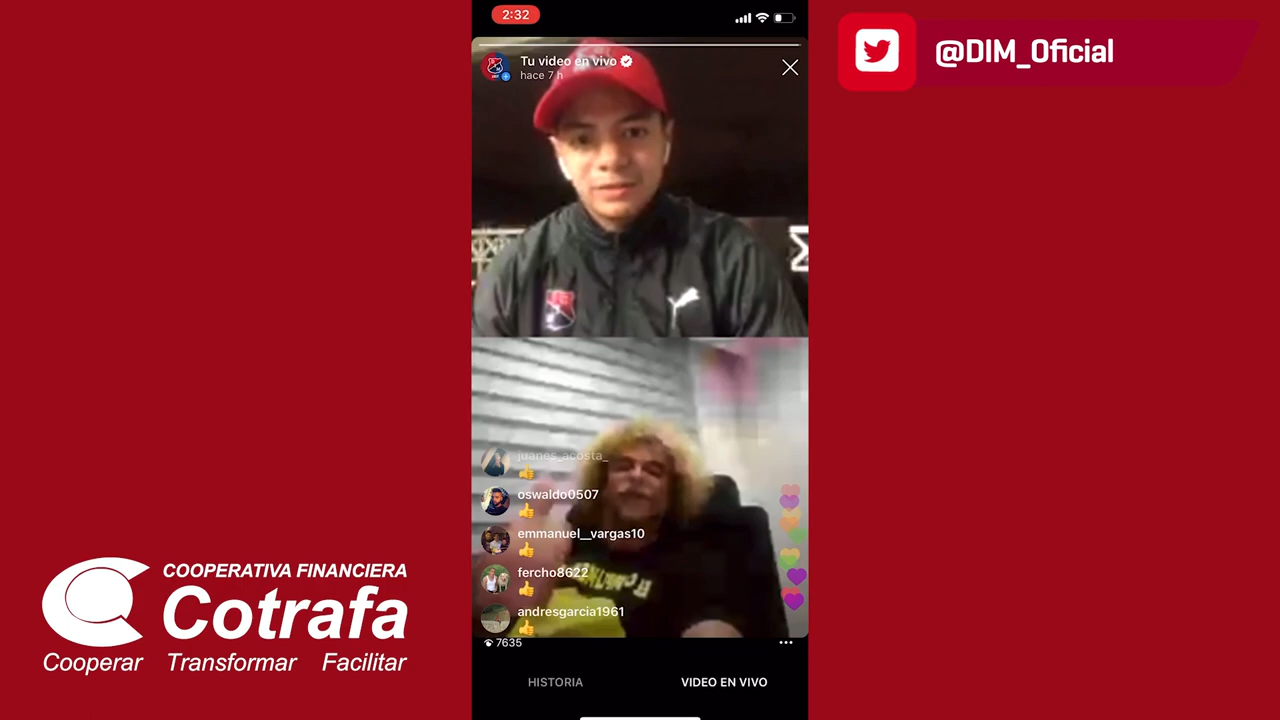 2:32
@DIM_Oficial
Tu video en vivo
hace 7 h
juanes_acosta_
oswaldo0507
emmanuel__vargas10
fercho8622
andresgarcia1961
7635
HISTORIA
VIDEO EN VIVO
COOPERATIVA FINANCIERA
Cotrafa
Cooperar Transformar Facilitar